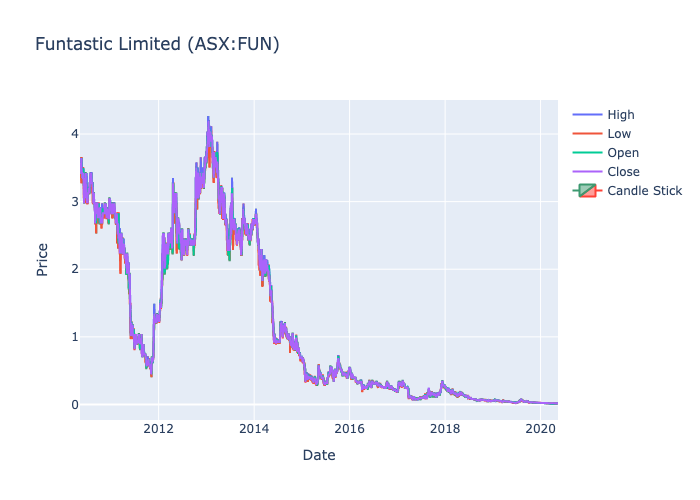 Funtastic Limited (ASX:FUN)
High
Low
Open
Close
Candle Stick
4
3
2
1
0
Price
2012 2014 2016 2018 2020
Date